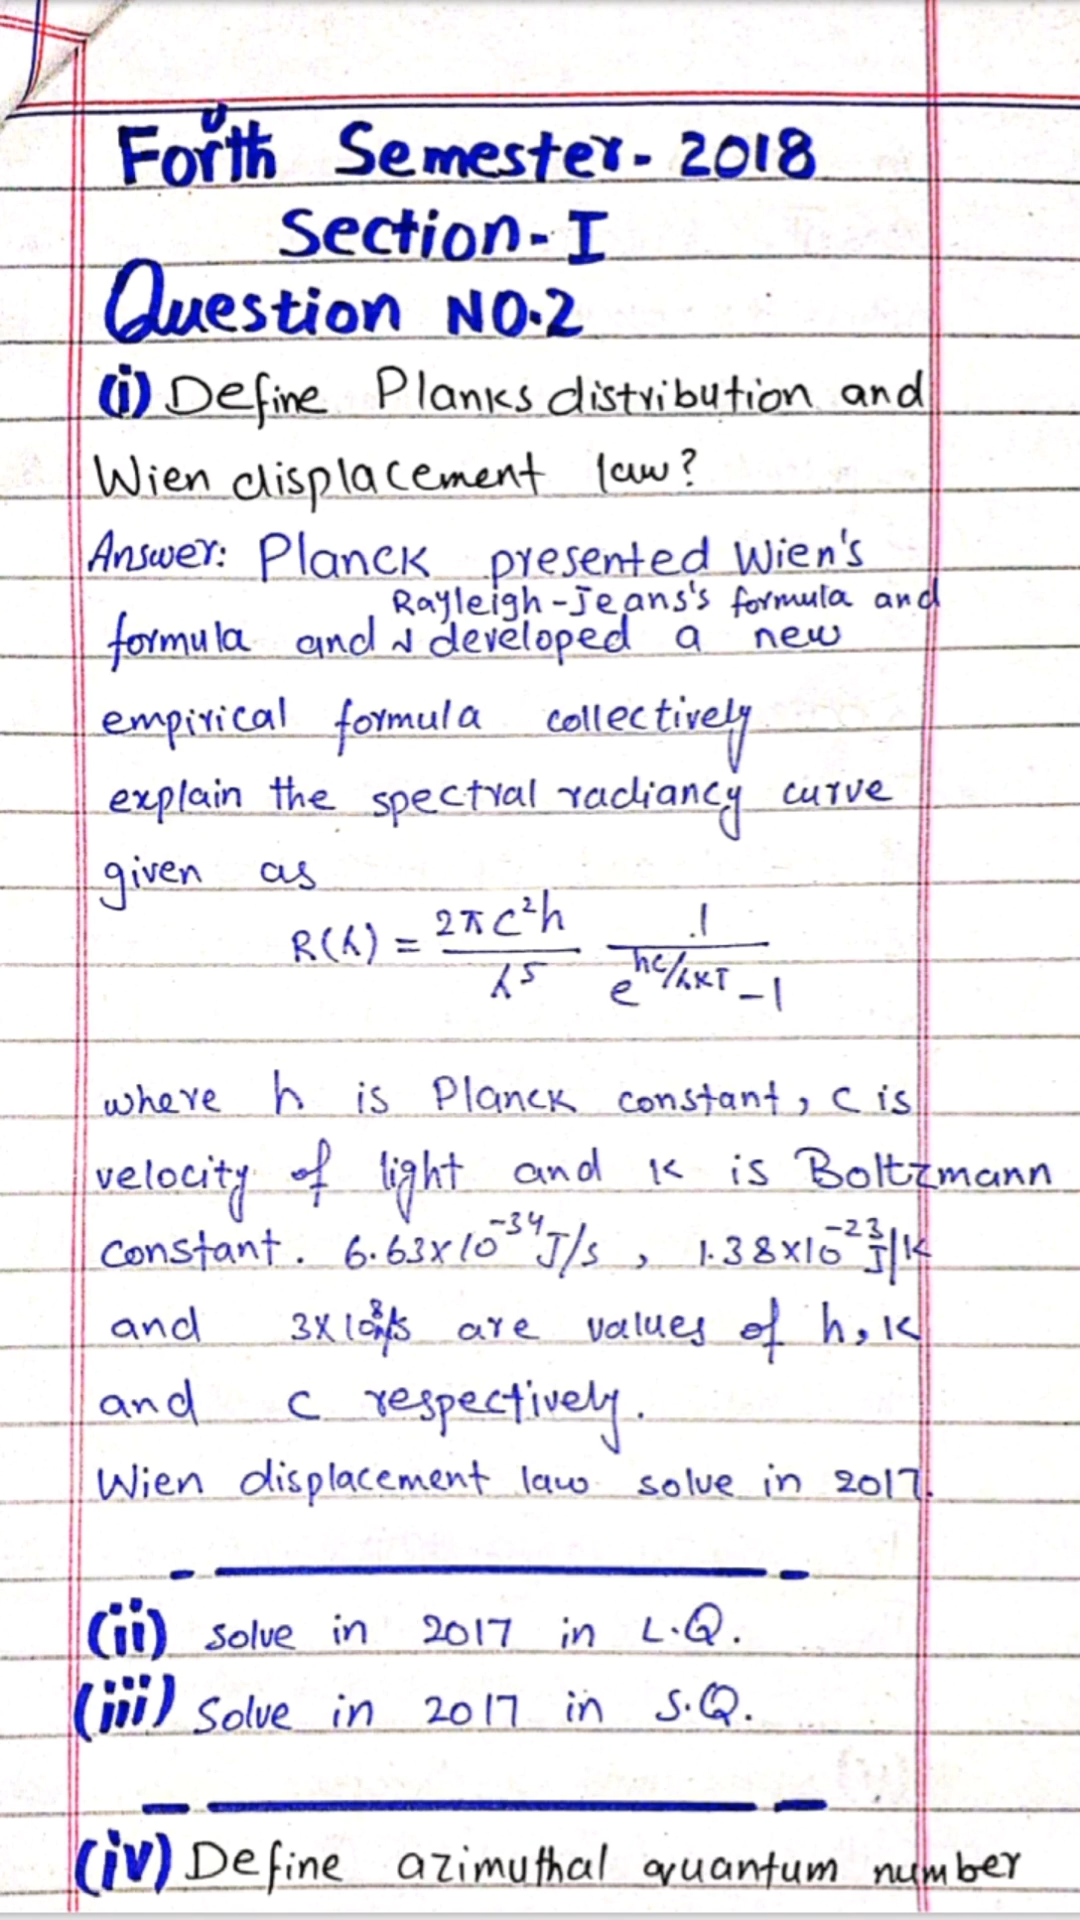 Foruth Semester- 2018
Section-I
Question NO.2
(i) Define Planks distribution and
Wien displacement law?
Answer: Planck presented Wien's
Rayleigh-Jeans's formula and
formula and developed a new
empirical formula collectively
explain the spectral radiancy curve
given as
R(λ) = 2πc²h / λ⁵ 1 / e^hc/λKT - 1
where h is Planck constant, c is
velocity of light and K is Boltzmann
constant. 6.63x10⁻³⁴J/s, 1.38x10⁻²³J/K
and 3x10⁸m/s are values of h, K
and c respectively.
Wien displacement law solve in 2017.
(ii) solve in 2017 in L.Q.
(iii) Solve in 2017 in S.Q.
(iv) Define azimuthal quantum number